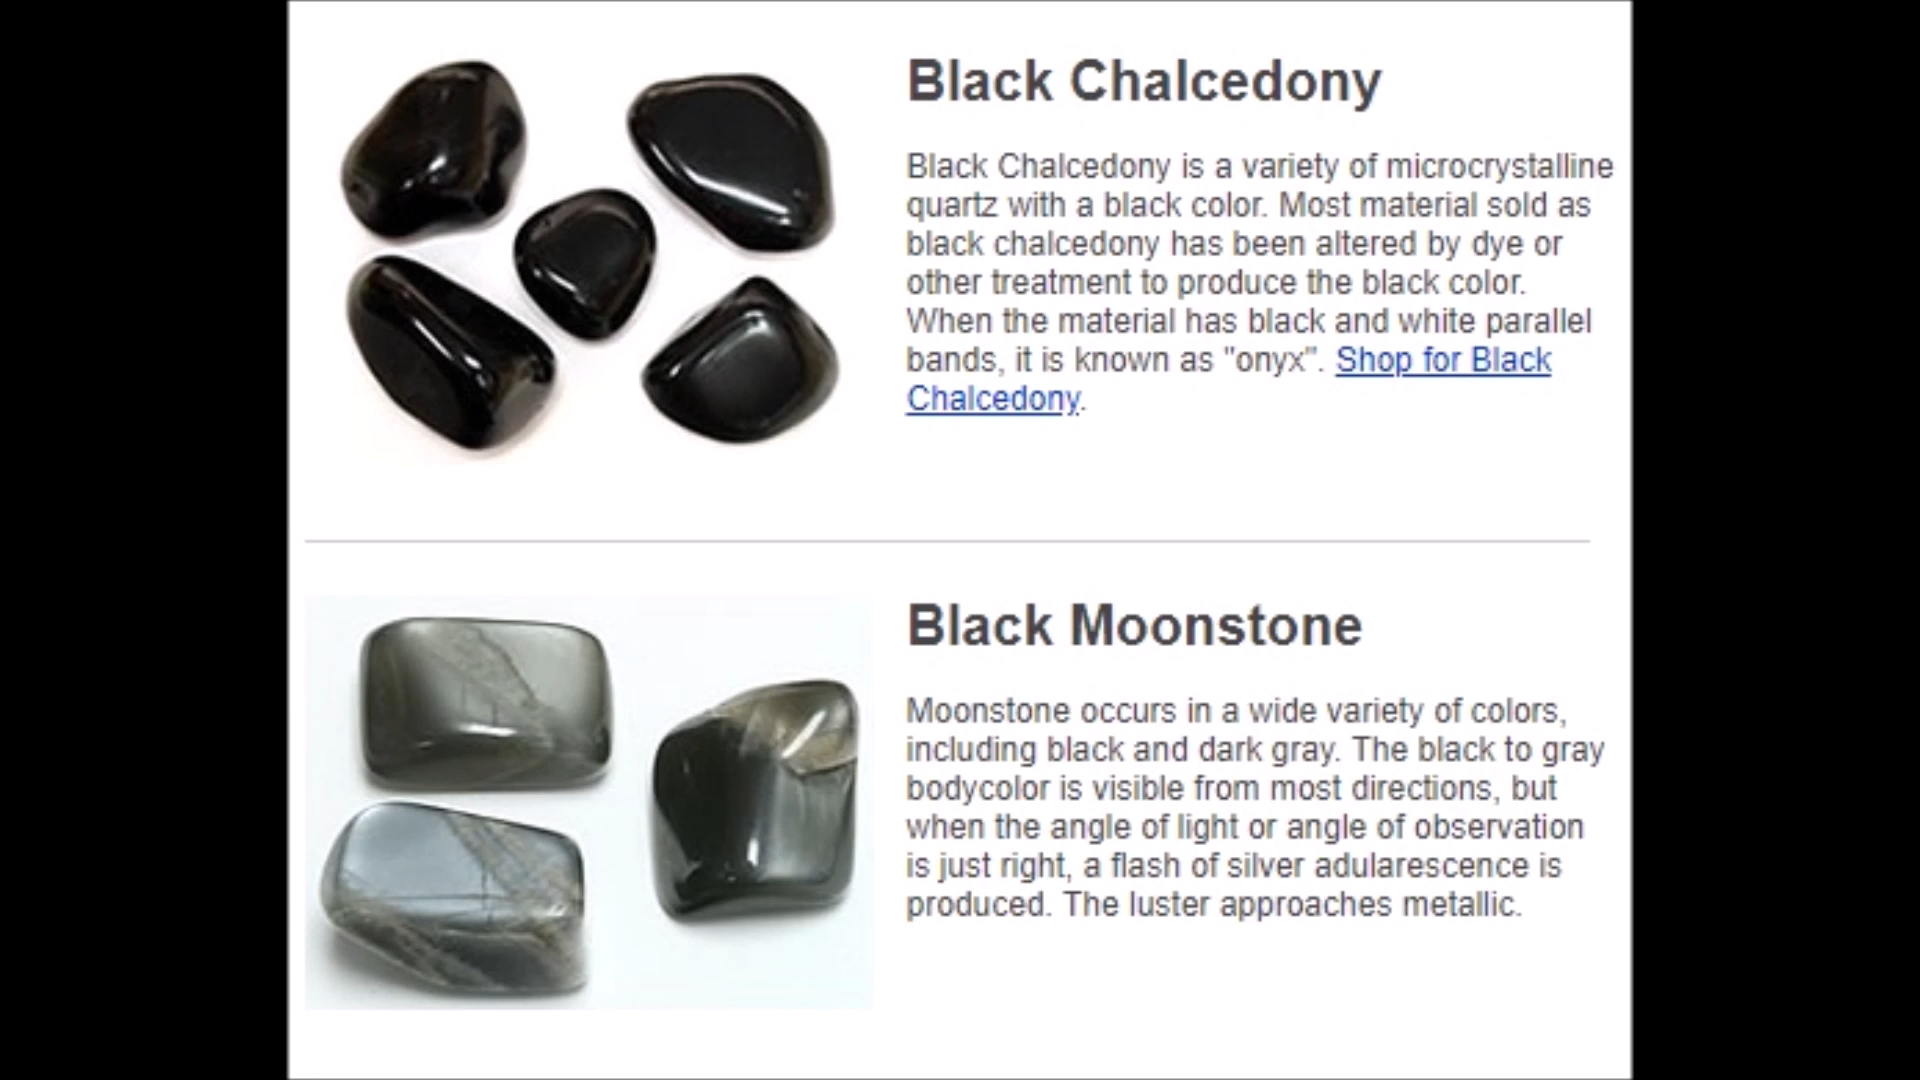 Black Chalcedony
Black Chalcedony is a variety of microcrystalline
quartz with a black color. Most material sold as
black chalcedony has been altered by dye or
other treatment to produce the black color.
When the material has black and white parallel
bands, it is known as "onyx". Shop for Black
Chalcedony.
Black Moonstone
Moonstone occurs in a wide variety of colors,
including black and dark gray. The black to gray
bodycolor is visible from most directions, but
when the angle of light or angle of observation
is just right, a flash of silver adularescence is
produced. The luster approaches metallic.